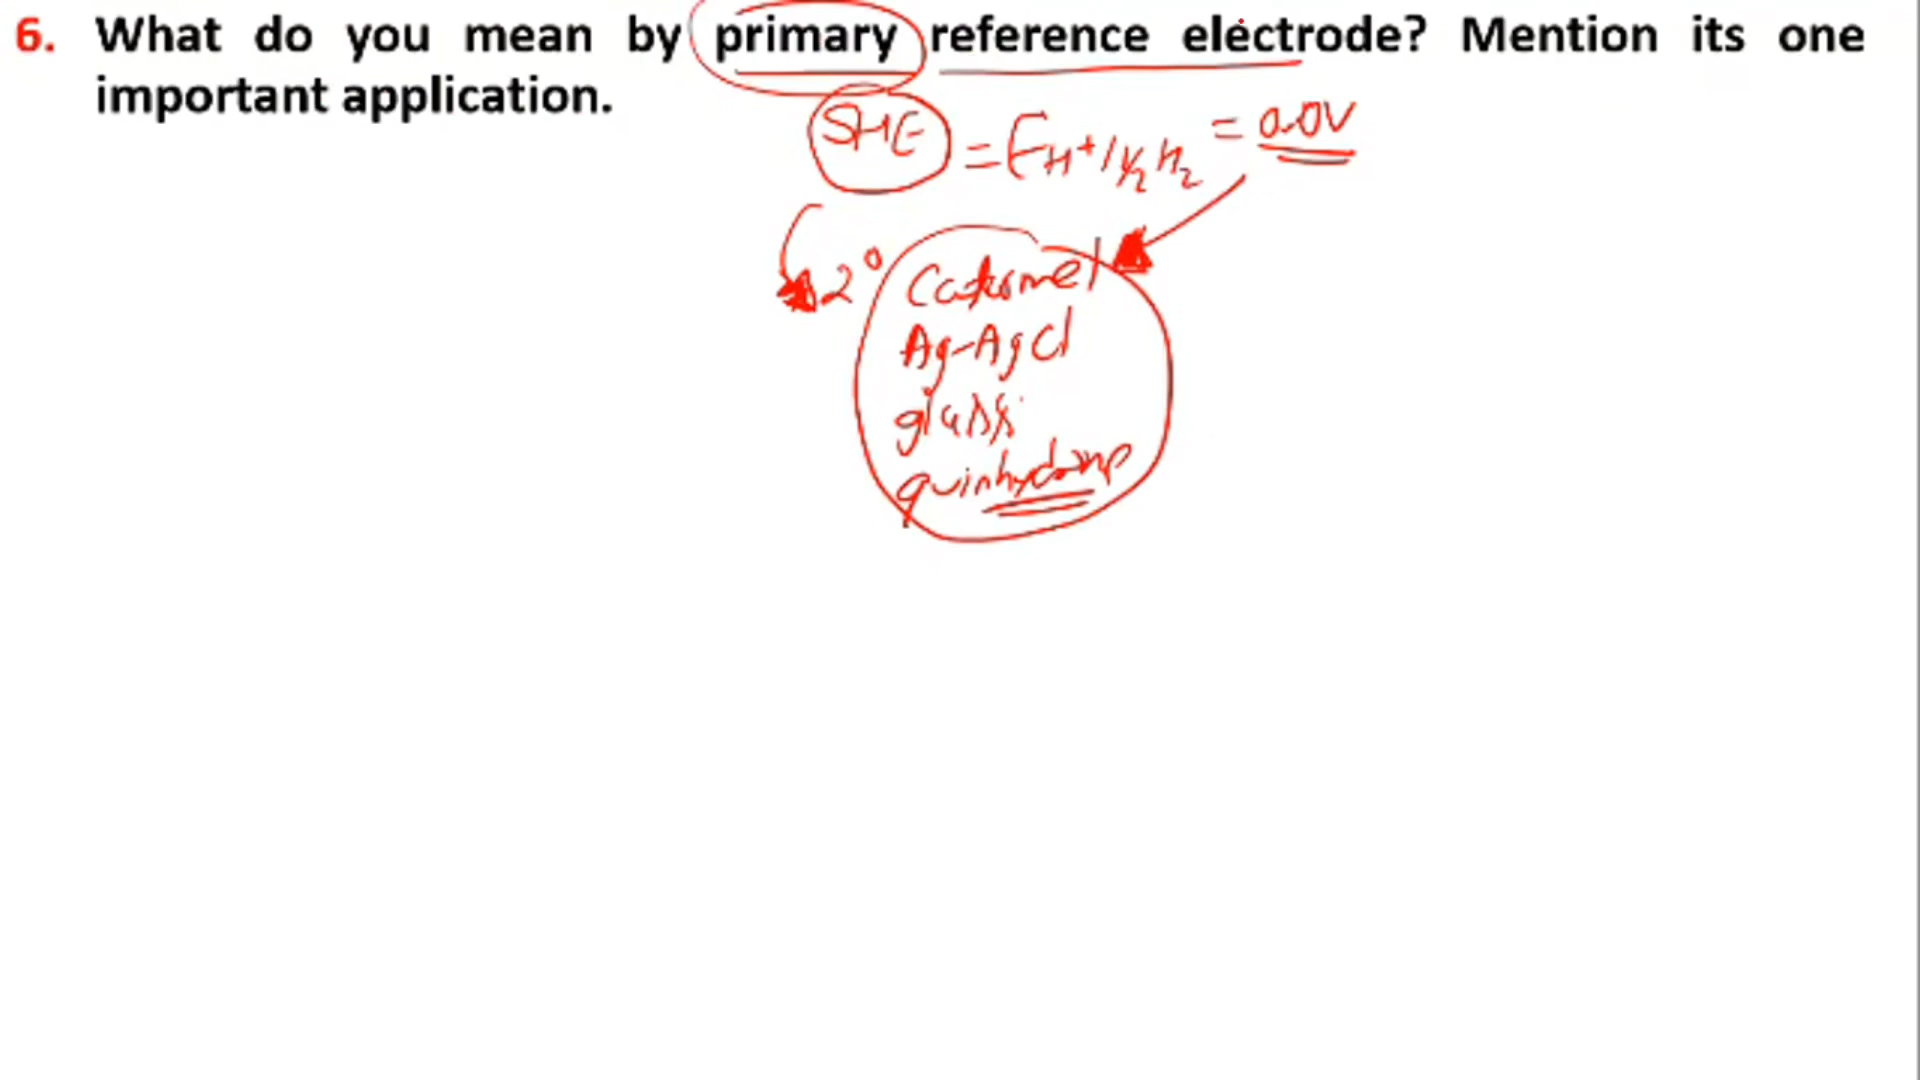 6. What do you mean by primary reference electrode? Mention its one
important application.
SHE = E H+/½H2 = 0.0V
2° Calomel
Ag-AgCl
glass
quinhydrone